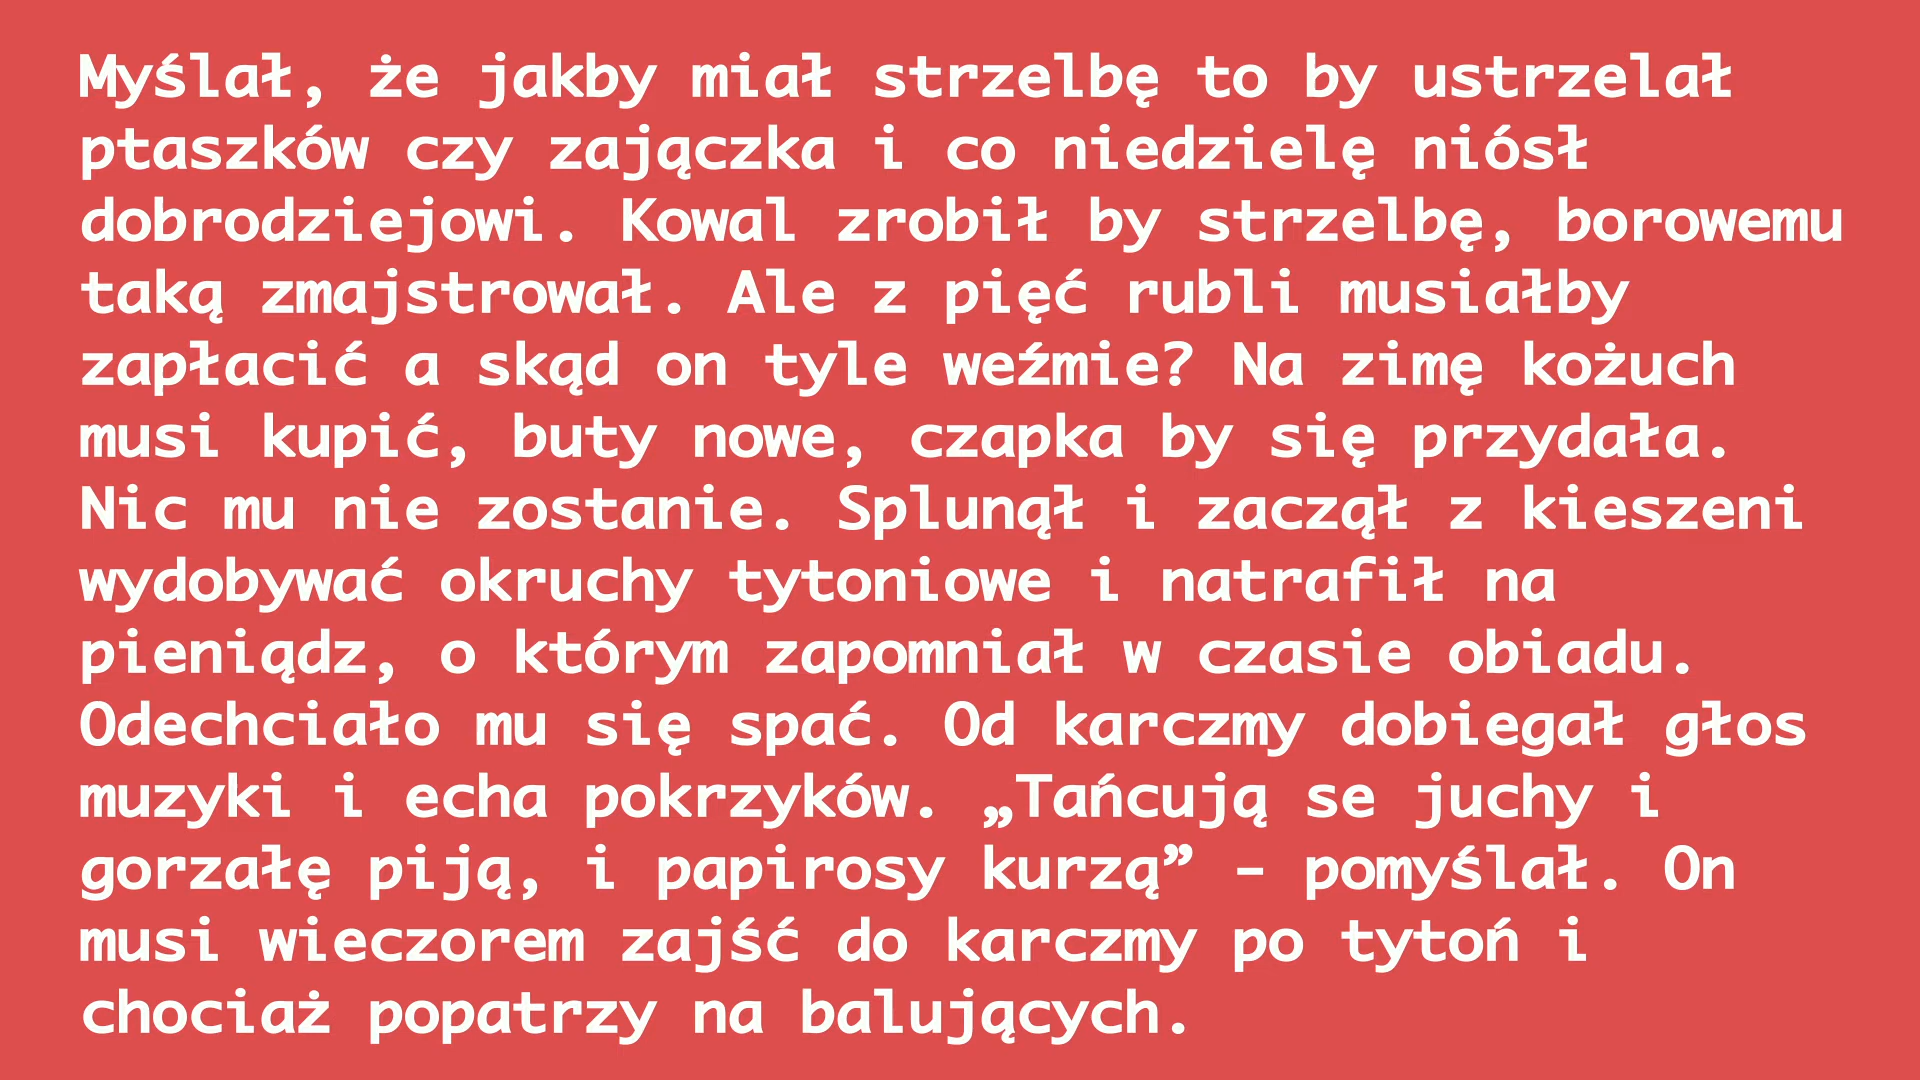 Myślał, że jakby miał strzelbę to by ustrzelał
ptaszków czy zajączka i co niedzielę niósł
dobrodziejowi. Kowal zrobił by strzelbę, borowemu
taką zmajstrował. Ale z pięć rubli musiałby
zapłacić a skąd on tyle weźmie? Na zimę kożuch
musi kupić, buty nowe, czapka by się przydała.
Nic mu nie zostanie. Splunął i zaczął z kieszeni
wydobywać okruchy tytoniowe i natrafił na
pieniądz, o którym zapomniał w czasie obiadu.
Odechciało mu się spać. Od karczmy dobiegał głos
muzyki i echa pokrzyków. „Tańcują se juchy i
gorzałę piją, i papirosy kurzą” – pomyślał. On
musi wieczorem zajść do karczmy po tytoń i
chociaż popatrzy na balujących.